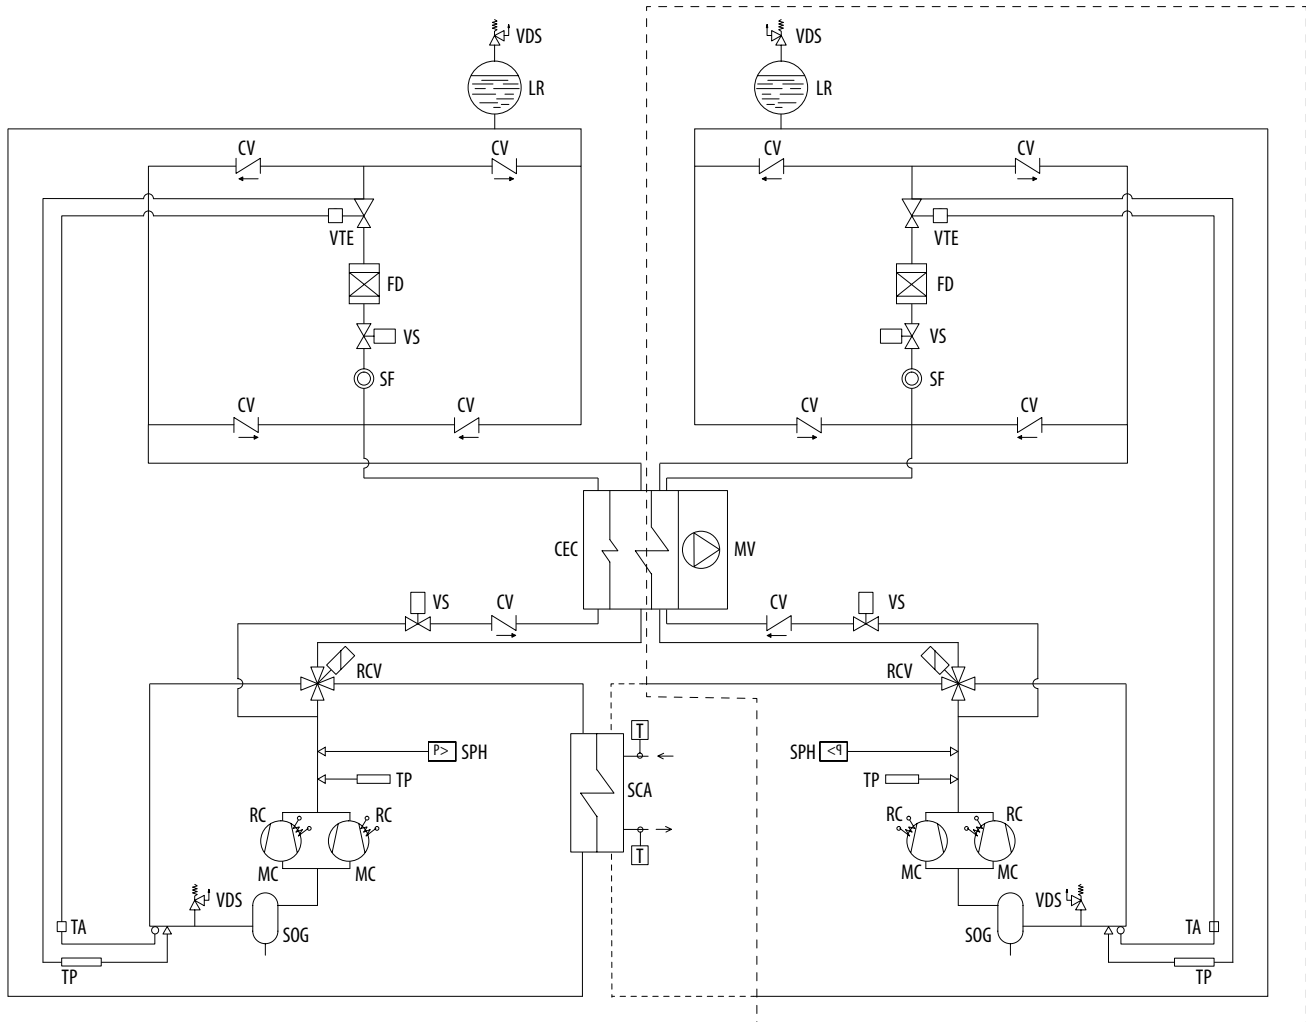 VDS
VDS
LR
LR
CV
CV
CV
CV
VTE
VTE
FD
FD
VS
VS
SF
SF
CV
CV
CV
CV
CEC
MV
VS
CV
CV
VS
RCV
RCV
T
P>
SPH
SPH
P>
TP
SCA
TP
RC
RC
RC
RC
T
MC
MC
MC
MC
VDS
VDS
TA
SOG
SOG
TA
TP
TP